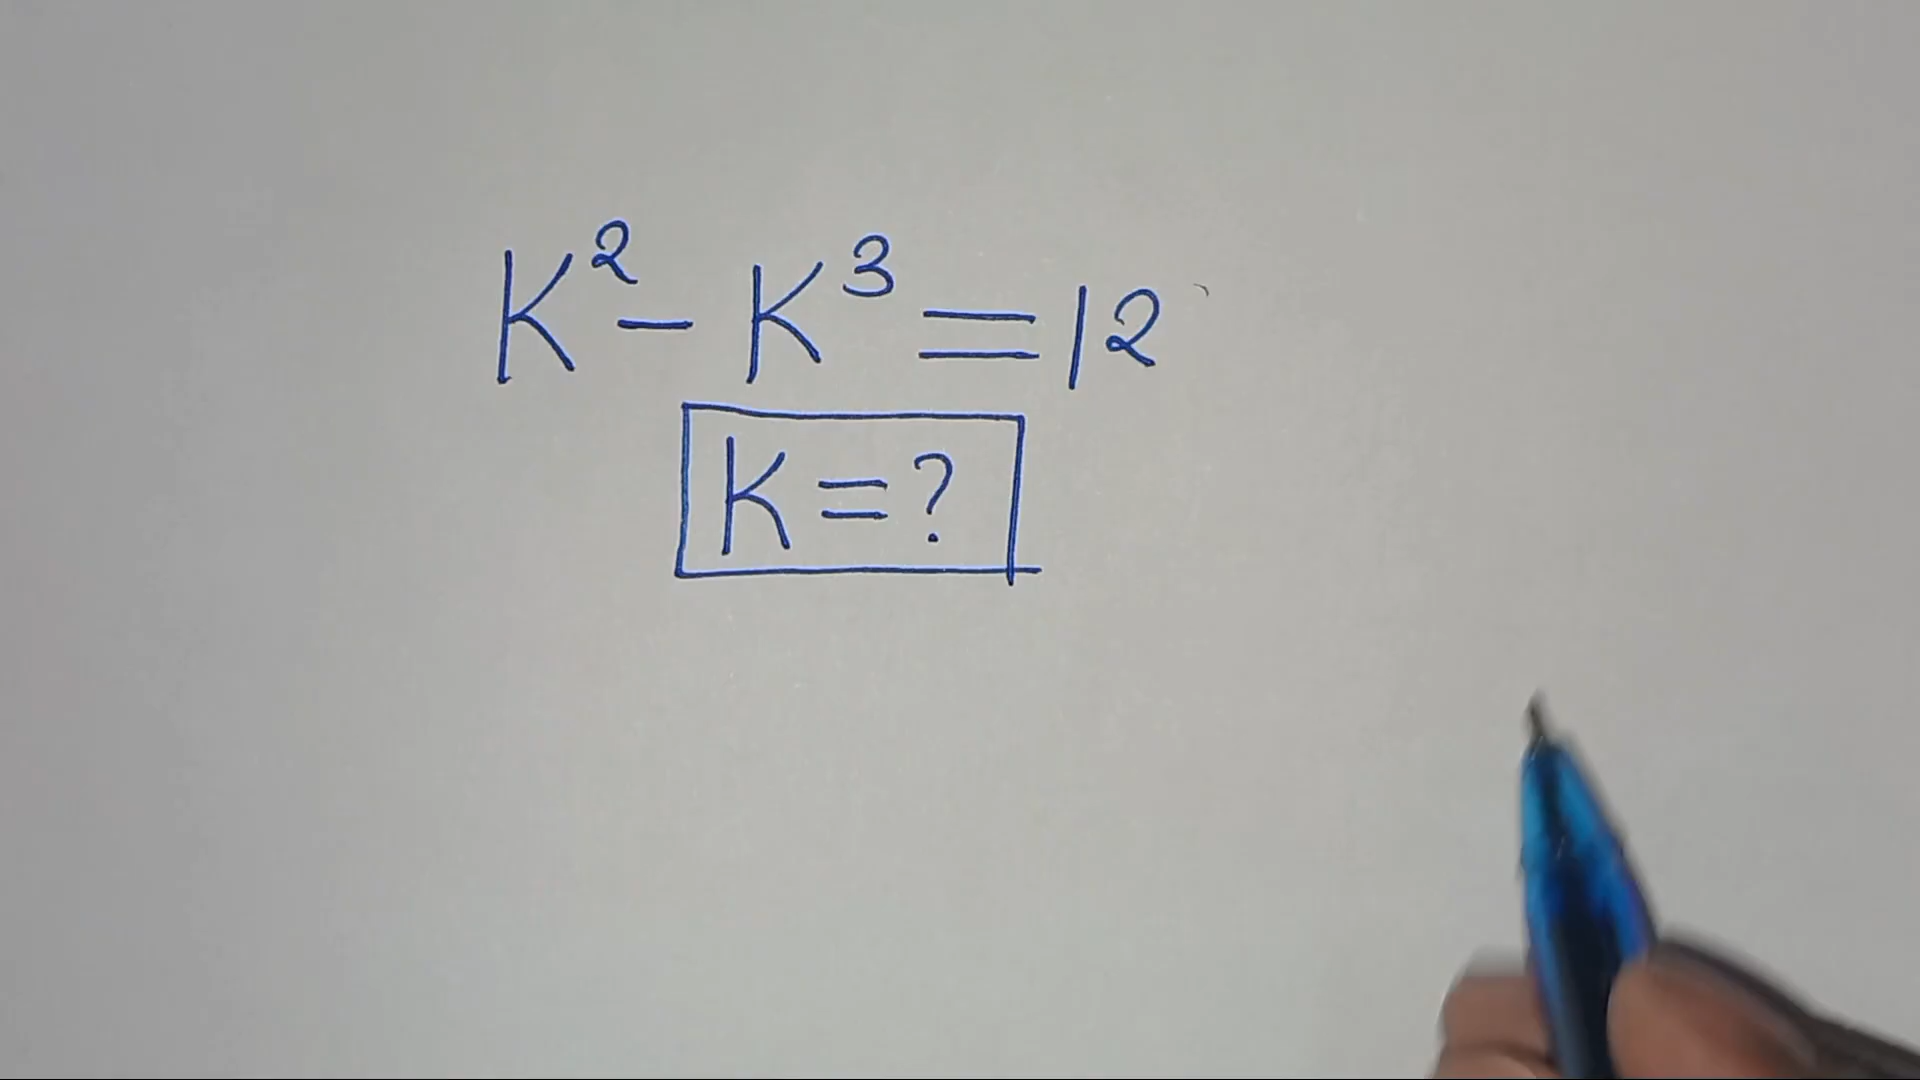 K² - K³ = 12
K = ?